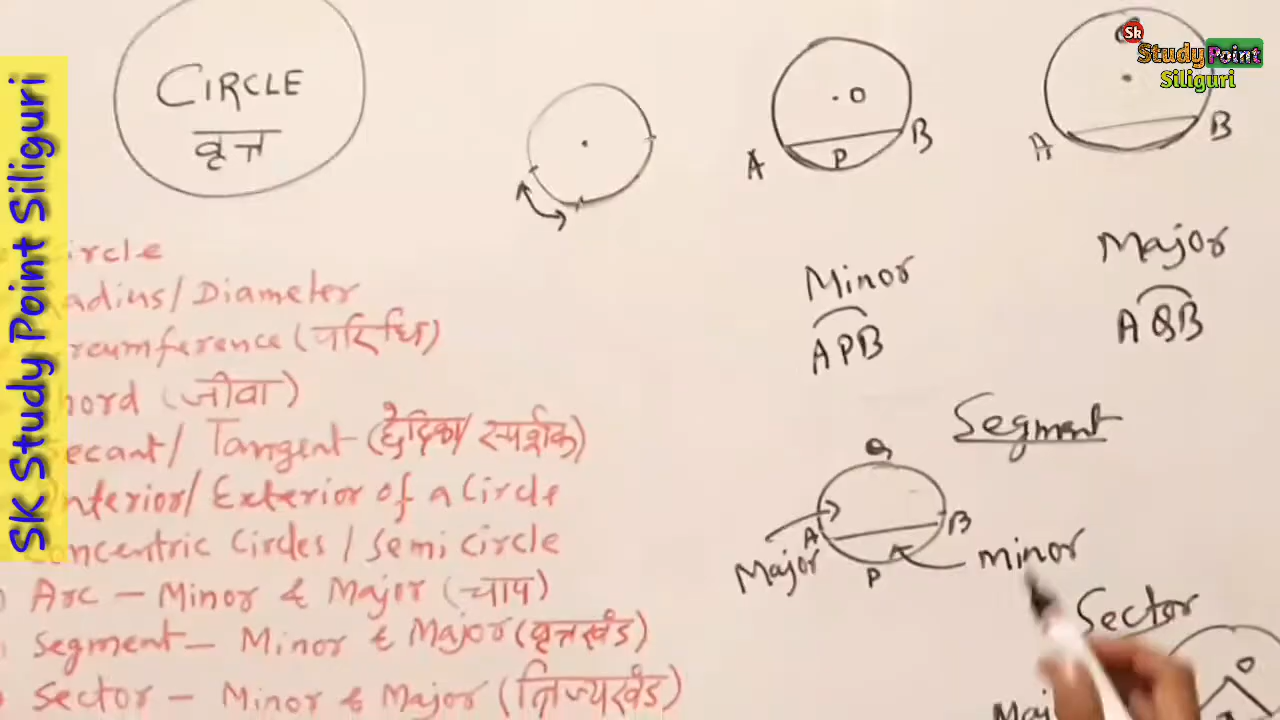 SK Study Point Siliguri
Sk
Study Point
Siliguri
CIRCLE
वृत्त
O
A
P
B
A
B
Minor
APB
Major
AQB
ircle
adius/Diameter
rcumference (परिधि)
hord (जीवा)
ecant/ Tangent (छेदिका/ स्पर्शक)
nterior/ Exterior of a Circle
oncentric Circles / Semi circle
Arc - Minor & Major (चाप)
Segment - Minor & Major (वृत्तखंड)
Sector - Minor & Major (त्रिज्यखंड)
Segment
Q
A
B
P
Major
minor
Sector
O
Maj